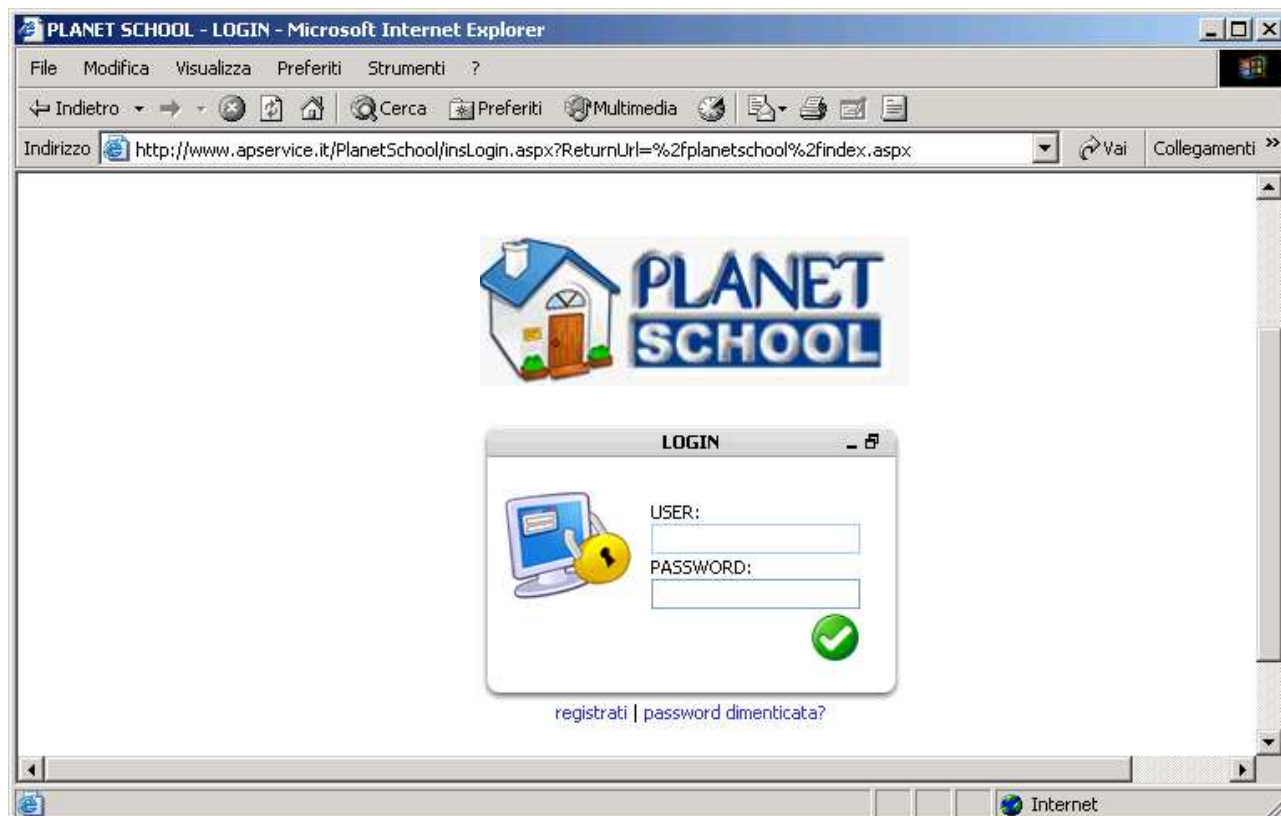 PLANET SCHOOL - LOGIN - Microsoft Internet Explorer
File Modifica Visualizza Preferiti Strumenti ?
Indietro Cerca Preferiti Multimedia
Indirizzo http://www.apservice.it/PlanetSchool/insLogin.aspx?ReturnUrl=%2fplanetschool%2findex.aspx Vai Collegamenti »
PLANET
SCHOOL
LOGIN
USER:
PASSWORD:
registrati | password dimenticata?
Internet